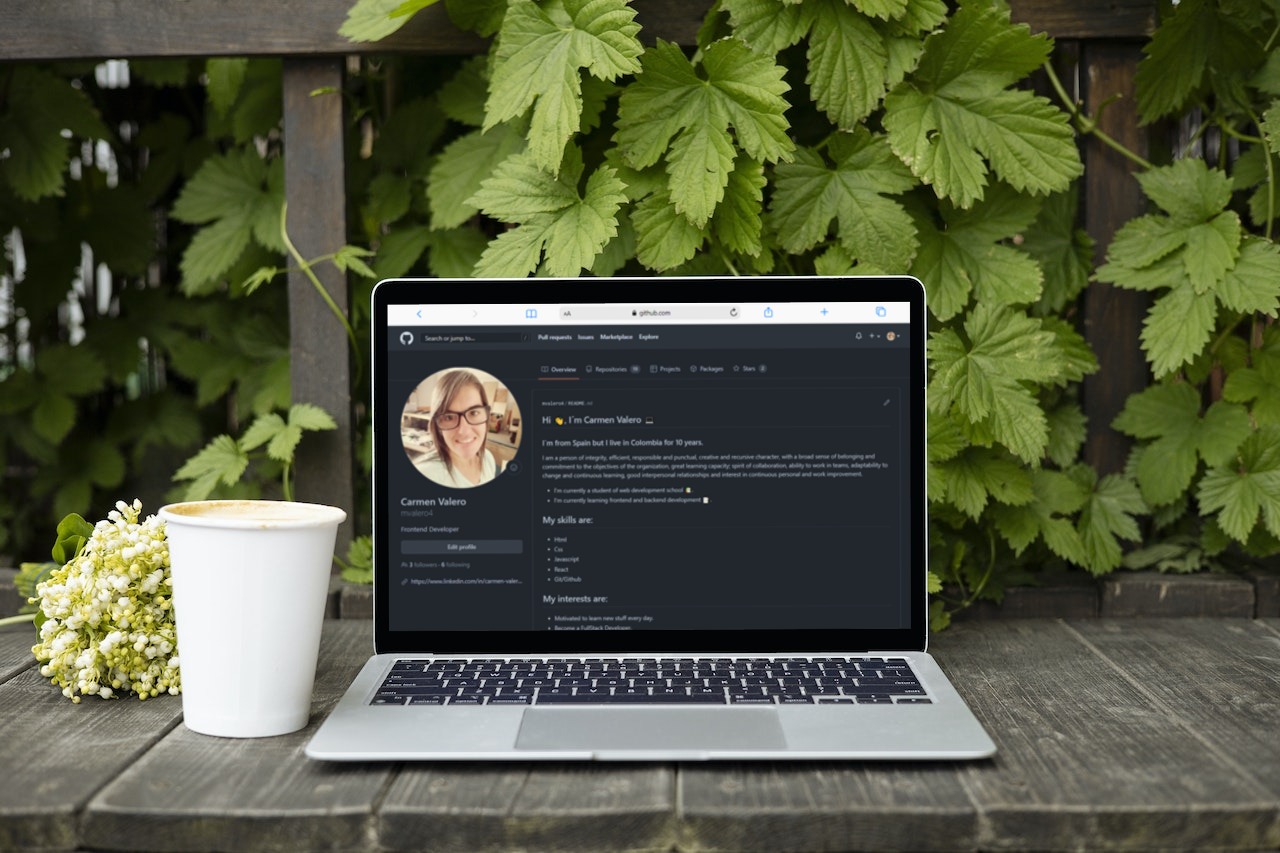 AA github.com
Search or jump to... / Pull requests Issues Marketplace Explore
Overview Repositories Projects Packages Stars 2
mvalero4 / README.md
Hi 👋, I´m Carmen Valero 💻
I´m from Spain but I live in Colombia for 10 years.
I am a person of integrity, efficient, responsible and punctual, creative and recursive character, with a broad sense of belonging and
commitment to the objectives of the organization, great learning capacity; spirit of collaboration, ability to work in teams, adaptability to
change and continuous learning, good interpersonal relationships and interest in continuous personal and work improvement.
I'm currently a student of web development school
I'm currently learning frontend and backend development
My skills are:
Html
Css
Javascript
React
Git/Github
My interests are:
Motivated to learn new stuff every day.
Become a FullStack Developer.
Carmen Valero
mvalero4
Frontend Developer
Edit profile
3 followers · 6 following
https://www.linkedin.com/in/carmen-valer...